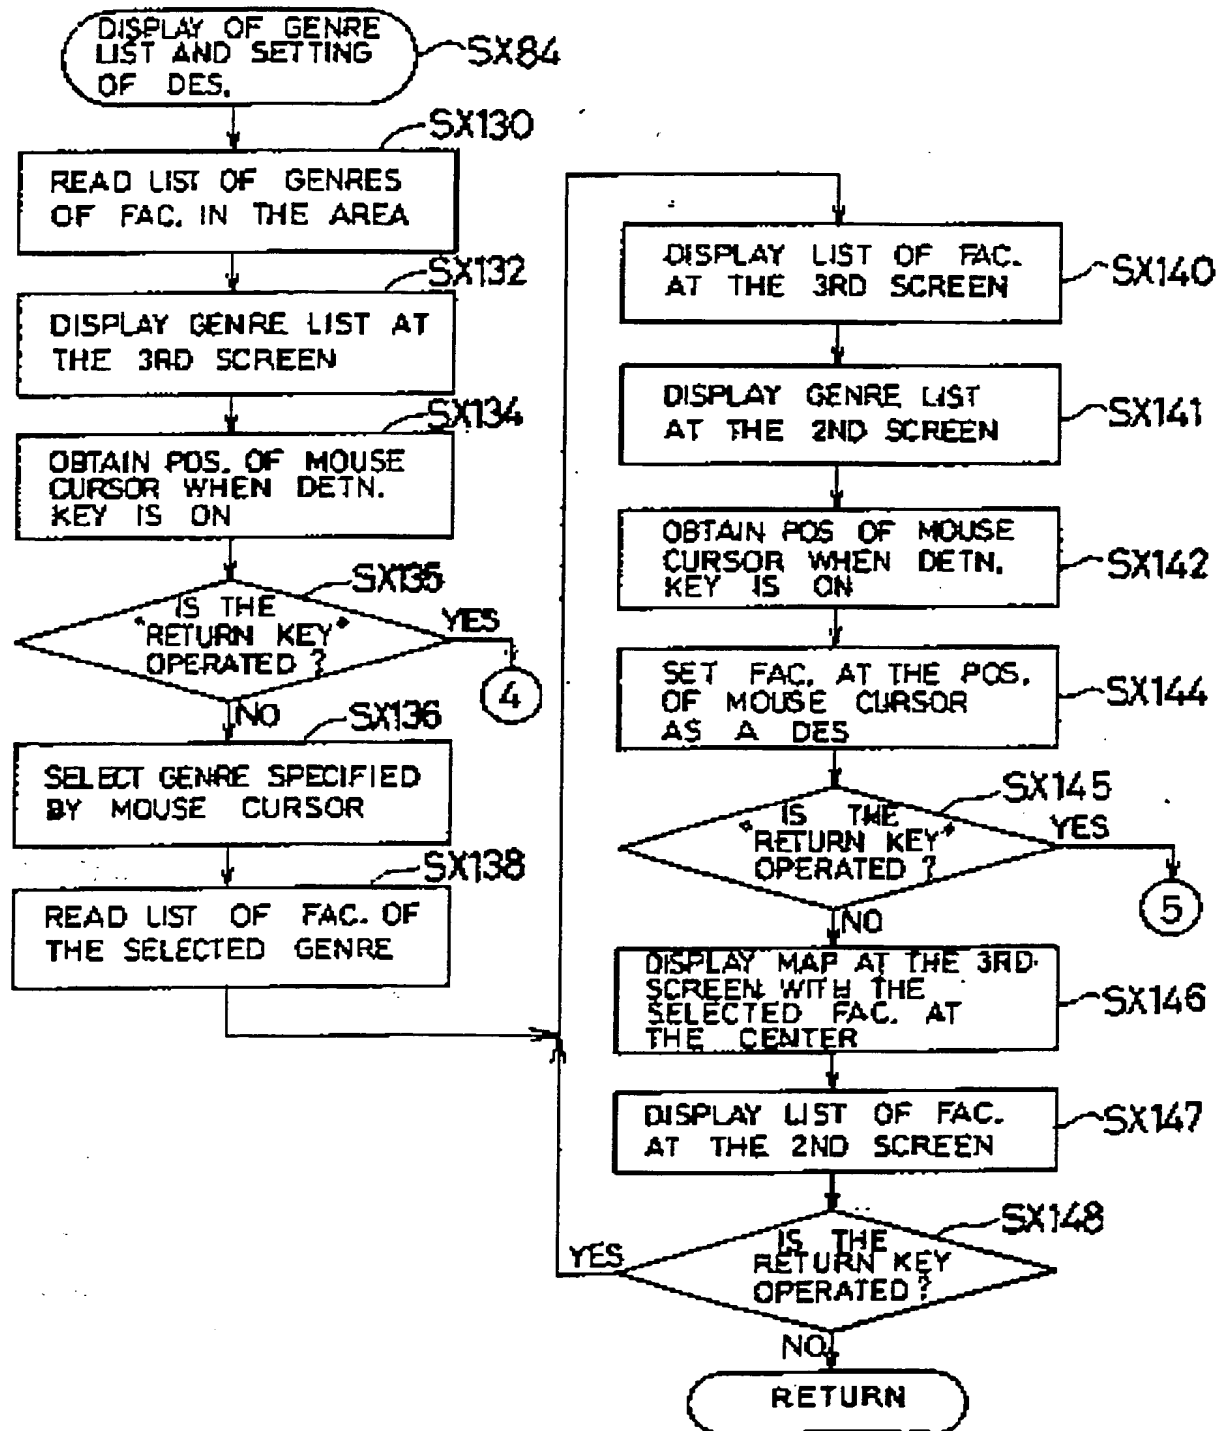 DISPLAY OF GENRE
LIST AND SETTING
OF DES.
SX84
SX130
READ LIST OF GENRES
OF FAC. IN THE AREA
SX132
DISPLAY GENRE LIST AT
THE 3RD SCREEN
SX134
OBTAIN POS. OF MOUSE
CURSOR WHEN DETN.
KEY IS ON
SX135
IS THE
"RETURN KEY"
OPERATED ?
YES
4
NO
SX136
SELECT GENRE SPECIFIED
BY MOUSE CURSOR
SX138
READ LIST OF FAC. OF
THE SELECTED GENRE
DISPLAY LIST OF FAC.
AT THE 3RD SCREEN
SX140
DISPLAY GENRE LIST
AT THE 2ND SCREEN
SX141
OBTAIN POS OF MOUSE
CURSOR WHEN DETN.
KEY IS ON
SX142
SET FAC. AT THE POS.
OF MOUSE CURSOR
AS A DES
SX144
SX145
IS THE
"RETURN KEY"
OPERATED ?
YES
5
NO
DISPLAY MAP AT THE 3RD
SCREEN WITH THE
SELECTED FAC. AT
THE CENTER
SX146
DISPLAY LIST OF FAC.
AT THE 2ND SCREEN
SX147
SX148
IS THE
RETURN KEY
OPERATED ?
YES
NO
RETURN